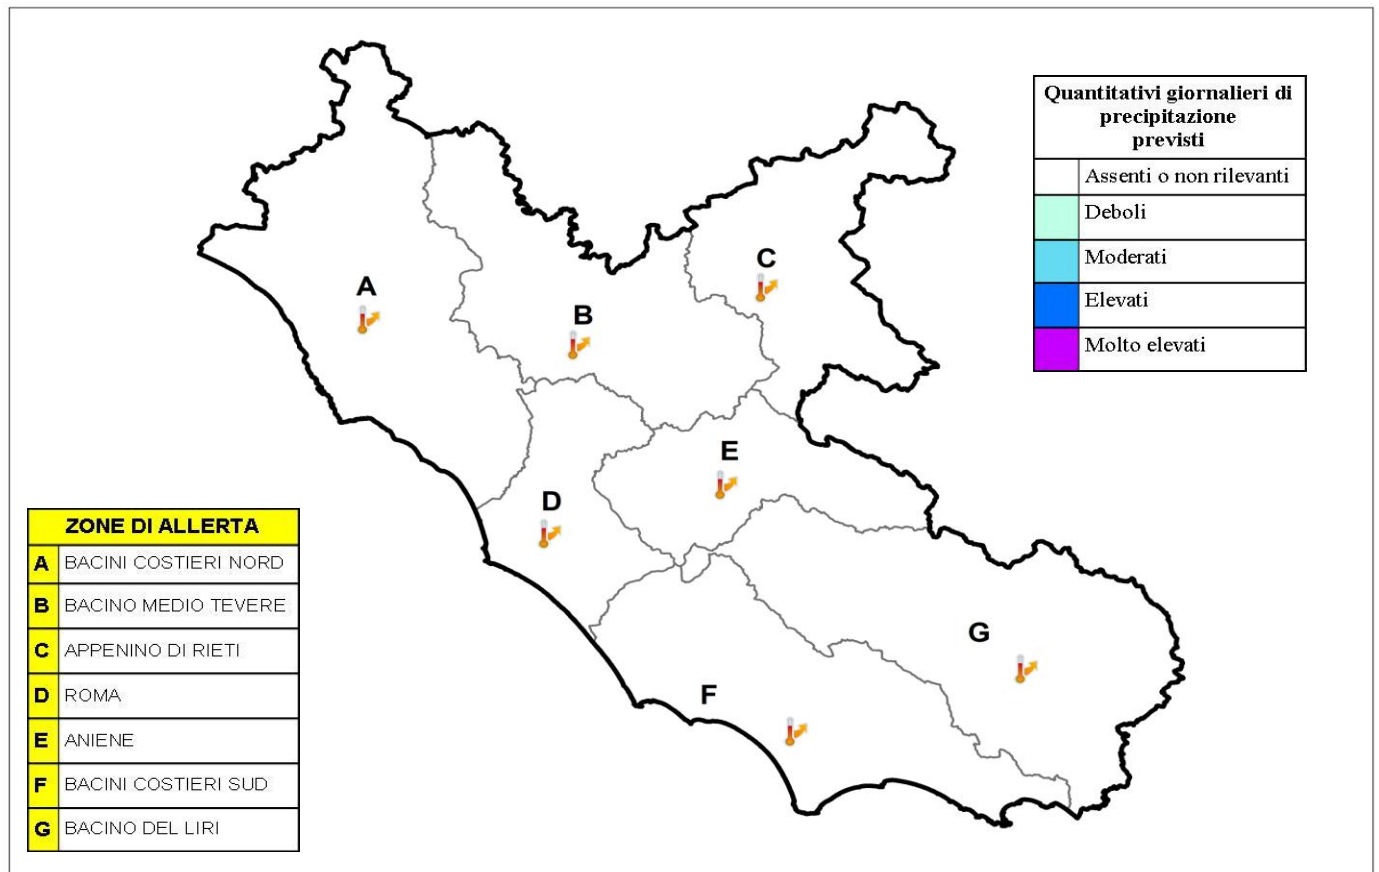 Quantitativi giornalieri di
precipitazione
previsti
Assenti o non rilevanti
Deboli
Moderati
Elevati
Molto elevati
C
A
B
E
D
G
F
ZONE DI ALLERTA
A BACINI COSTIERI NORD
B BACINO MEDIO TEVERE
C APPENINO DI RIETI
D ROMA
E ANIENE
F BACINI COSTIERI SUD
G BACINO DEL LIRI